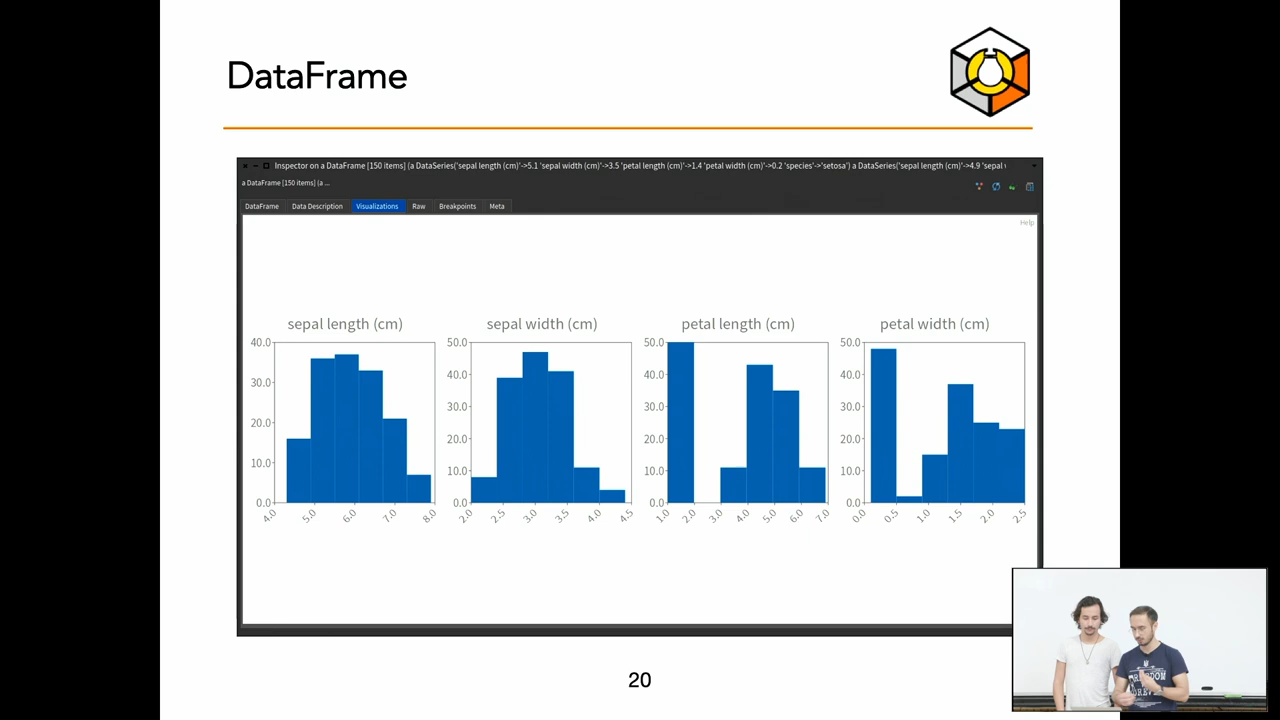 DataFrame
Inspector on a DataFrame [150 items] (a DataSeries('sepal length (cm)'->5.1 'sepal width (cm)'->3.5 'petal length (cm)'->1.4 'petal width (cm)'->0.2 'species'->'setosa') a DataSeries('sepal length (cm)'->4.9 'sepal
a DataFrame [150 items] (a ...
DataFrame Data Description Visualizations Raw Breakpoints Meta
Help
sepal length (cm) sepal width (cm) petal length (cm) petal width (cm)
40.0 50.0 50.0 50.0
40.0 40.0 40.0
30.0 30.0 30.0 30.0
20.0 20.0 20.0 20.0
10.0 10.0 10.0 10.0
0.0 0.0 0.0 0.0
4.0 5.0 6.0 7.0 8.0 2.0 2.5 3.0 3.5 4.0 4.5 1.0 2.0 3.0 4.0 5.0 6.0 7.0 0.0 0.5 1.0 1.5 2.0 2.5
20